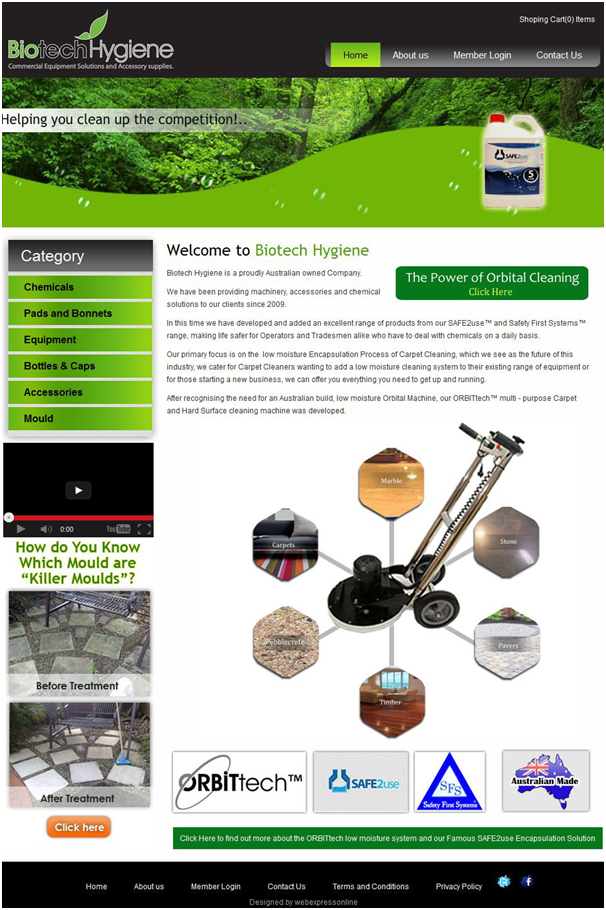 Shoping Cart(0) Items
BiotechHygiene
Commercial Equipment Solutions and Accessory supplies.
Home
About us
Member Login
Contact Us
Helping you clean up the competition!..
SAFE2use
5
Category
Chemicals
Pads and Bonnets
Equipment
Bottles & Caps
Accessories
Mould
0:00
YouTube
How do You Know
Which Mould are
“Killer Moulds”?
Before Treatment
After Treatment
Click here
Welcome to Biotech Hygiene
Biotech Hygiene is a proudly Australian owned Company.
The Power of Orbital Cleaning
Click Here
We have been providing machinery, accessories and chemical
solutions to our clients since 2009.
In this time we have developed and added an excellent range of products from our SAFE2use™ and Safety First Systems™
range, making life safer for Operators and Tradesmen alike who have to deal with chemicals on a daily basis.
Our primary focus is on the low moisture Encapsulation Process of Carpet Cleaning, which we see as the future of this
industry, we cater for Carpet Cleaners wanting to add a low moisture cleaning system to their existing range of equipment or
for those starting a new business, we can offer you everything you need to get up and running.
After recognising the need for an Australian build, low moisture Orbital Machine, our ORBITtech™ multi - purpose Carpet
and Hard Surface cleaning machine was developed.
Marble
Carpets
Stone
Pebblecrete
Pavers
Timber
ORBITtech™
SAFE2use
SFS
Safety First Systems
Australian Made
Click Here to find out more about the ORBITtech low moisture system and our Famous SAFE2use Encapsulation Solution
Home
About us
Member Login
Contact Us
Terms and Conditions
Privacy Policy
Designed by webexpressonline